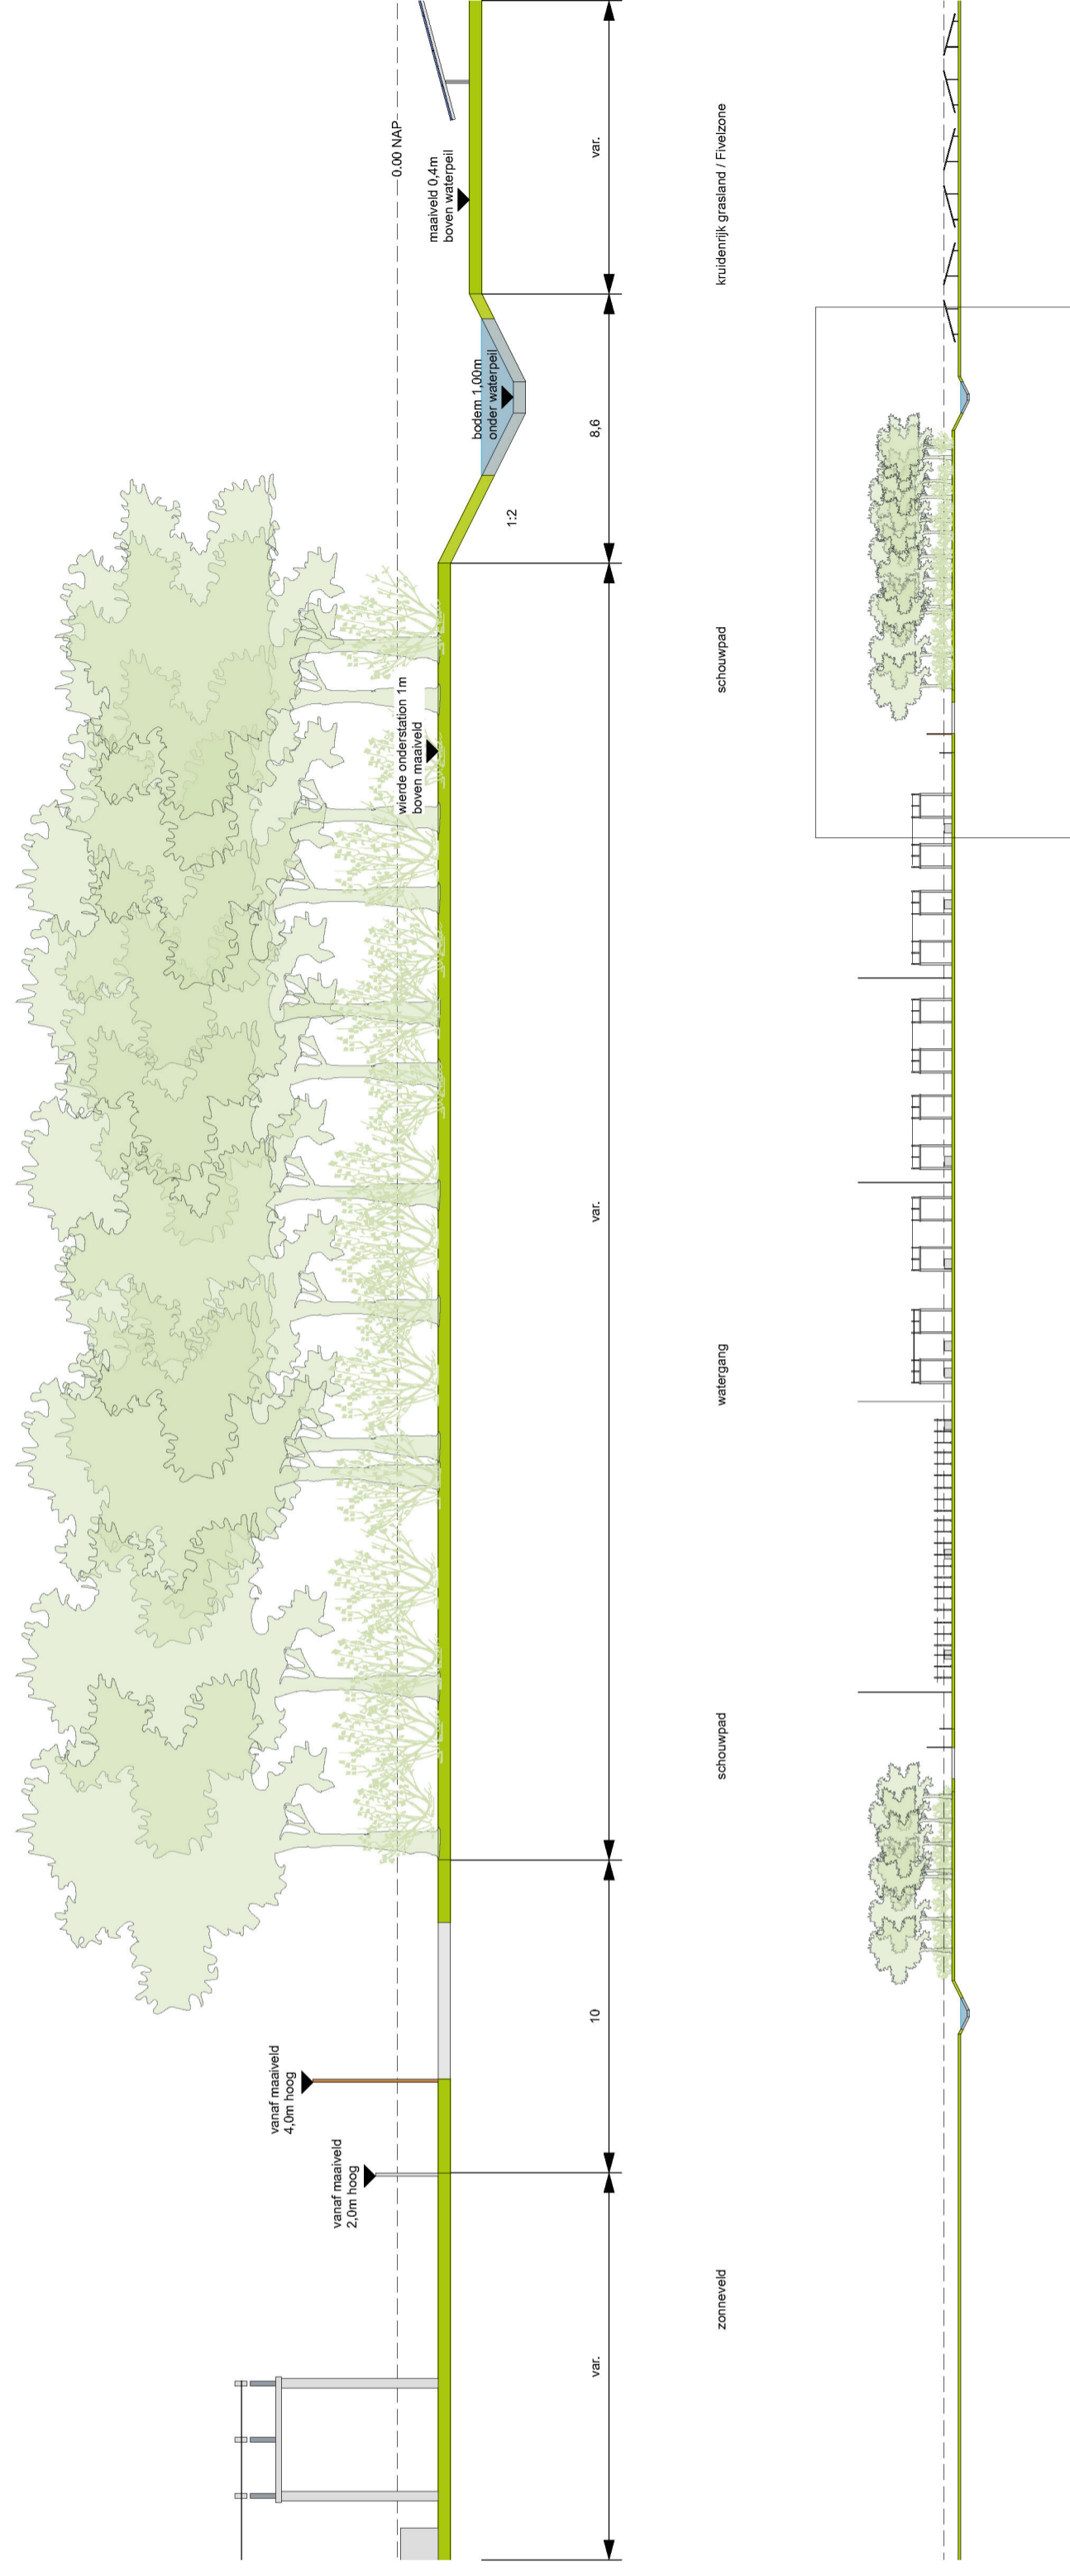 vanaf maaiveld
2,0m hoog
vanaf maaiveld
4,0m hoog
wierde onderstation 1m
boven maaiveld
1:2
bodem 1,00m
onder waterpeil
maaiveld 0,4m
boven waterpeil
0.00 NAP
var.
10
var.
8,6
var.
zonneveld
schouwpad
watergang
schouwpad
kruidenrijk grasland / Fivelzone